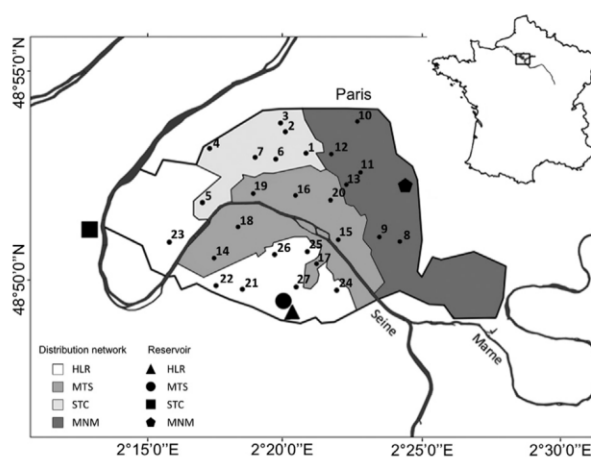 Paris
48°55'0"N
48°50'0"N
3
2
10
4
7
6
1
12
11
13
5
19
16
20
18
15
9
8
23
14
26
25
17
22
21
27
24
Seine
Marne
Distribution network
Reservoir
HLR
HLR
MTS
MTS
STC
STC
MNM
MNM
2°15'0"E
2°20'0"E
2°25'0"E
2°30'0"E